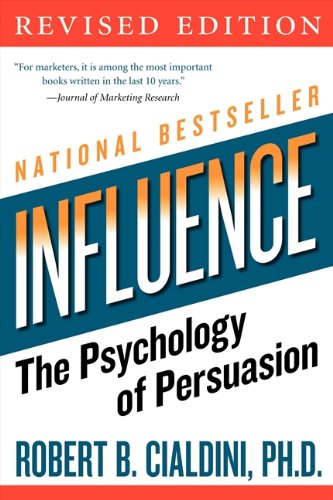 REVISED EDITION
"For marketers, it is among the most important
books written in the last 10 years."
—Journal of Marketing Research
NATIONAL BESTSELLER
INFLUENCE
The Psychology
of Persuasion
ROBERT B. CIALDINI, PH.D.